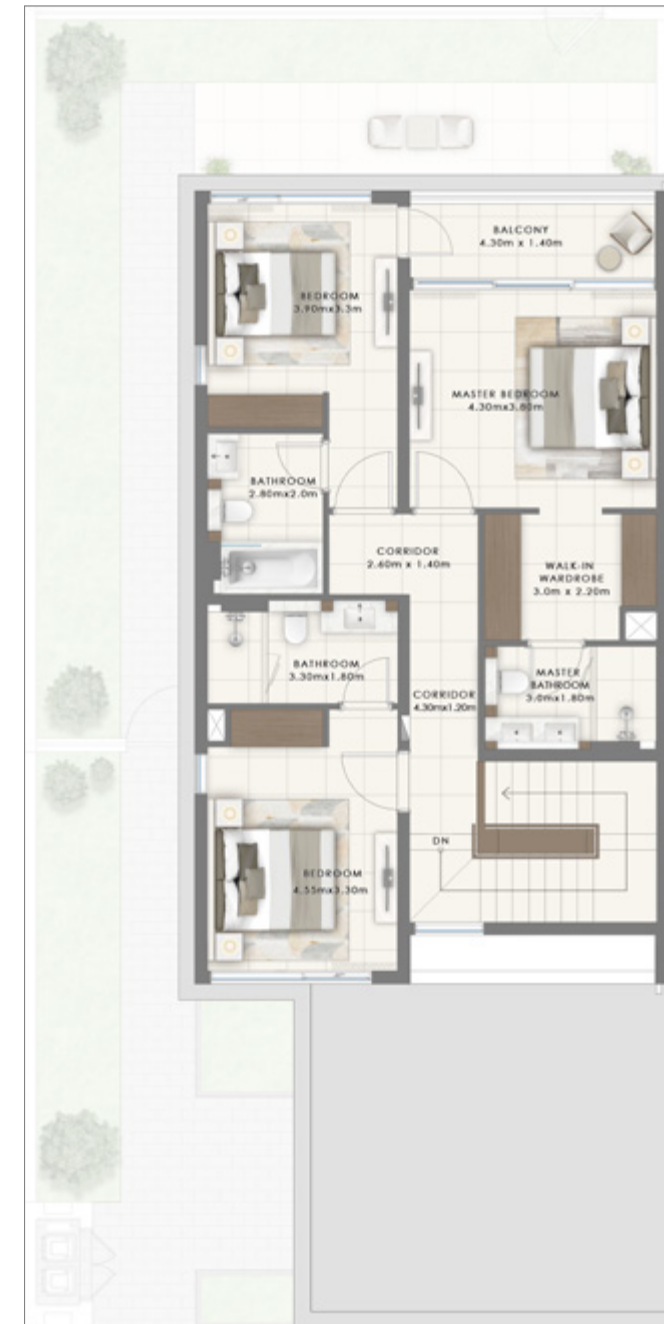 BALCONY
4.30m x 1.40m
BEDROOM
3.90mx3.3m
MASTER BEDROOM
4.30mx3.80m
BATHROOM
2.80mx2.0m
CORRIDOR
2.60m x 1.40m
WALK-IN
WARDROBE
3.0m x 2.20m
BATHROOM
3.30mx1.80m
MASTER
BATHROOM
3.0mx1.80m
CORRIDOR
4.30mx1.20m
DN
BEDROOM
4.55mx3.30m